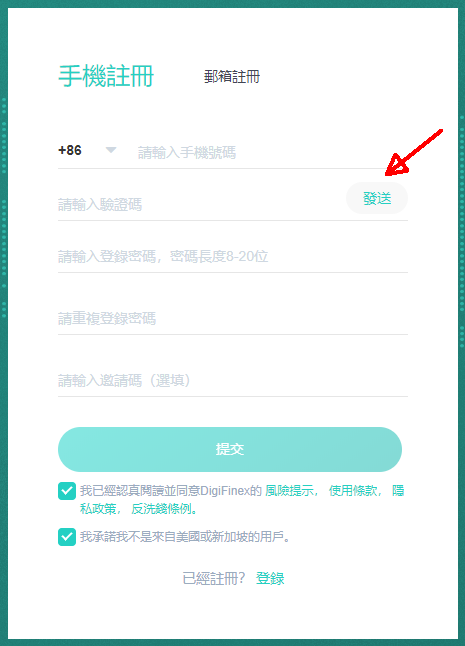 手機註冊 郵箱註冊
+86 請輸入手機號碼
請輸入驗證碼 發送
請輸入登錄密碼，密碼長度8-20位
請重複登錄密碼
請輸入邀請碼（選填）
提交
我已經認真閱讀並同意DigiFinex的 風險提示， 使用條款， 隱
私政策， 反洗錢條例。
我承諾我不是來自美國或新加坡的用戶。
已經註冊？ 登錄